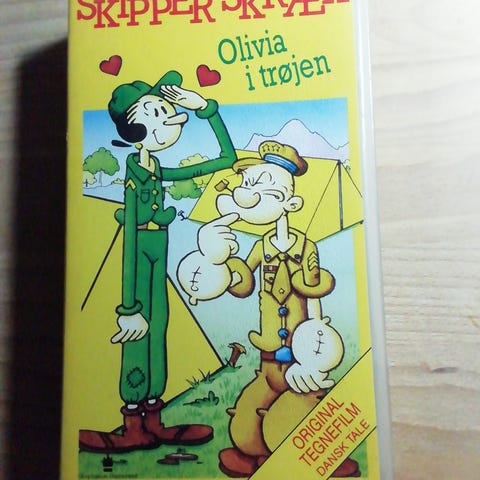 SKIPPER SKRÆK
Olivia
i trøjen
ORIGINAL
TEGNEFILM
DANSK TALE